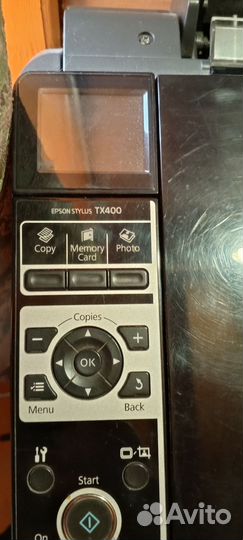 EPSON STYLUS TX400
Copy Memory Card Photo
Copies
− +
OK
Menu Back
Start
On
Avito